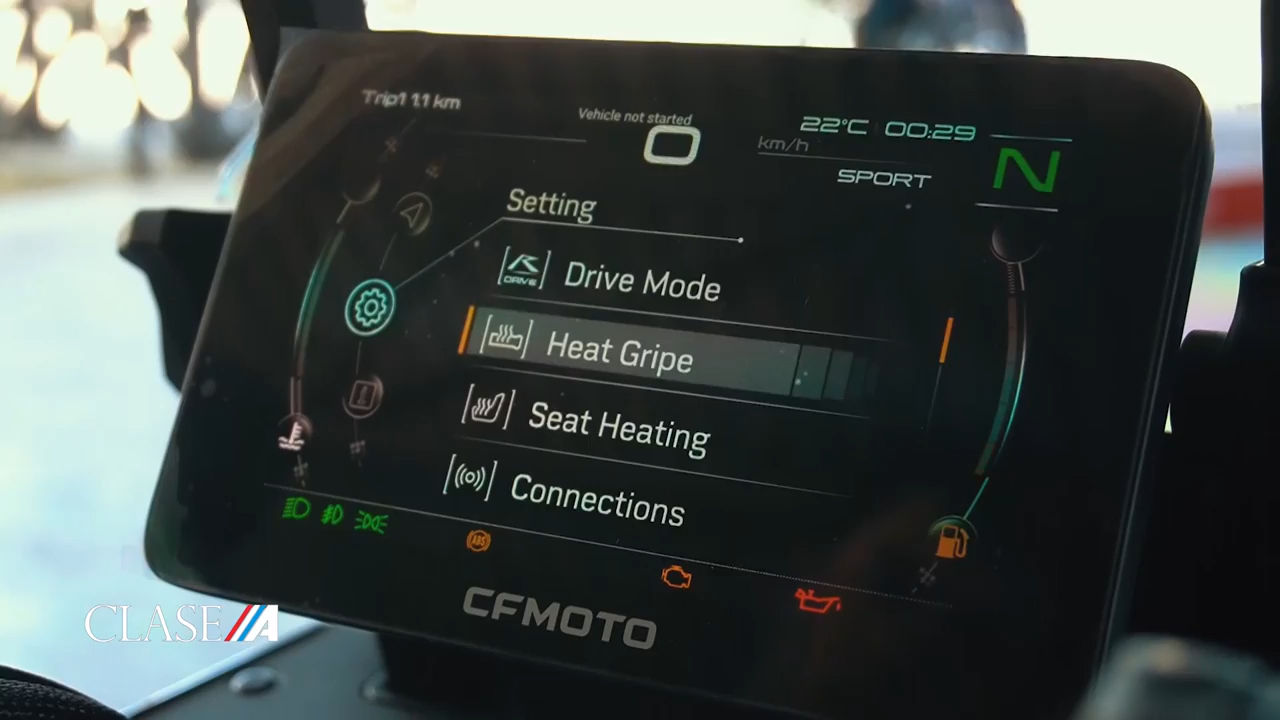 Trip1 1.1 km
Vehicle not started
0
km/h
22°C 00:29
SPORT
N
Setting
DRIVE
Drive Mode
Heat Gripe
Seat Heating
Connections
ABS
CFMOTO
CLASE A